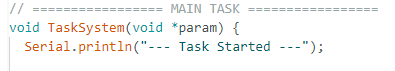 // ================= MAIN TASK =================
void TaskSystem(void *param) {
  Serial.println("--- Task Started ---");